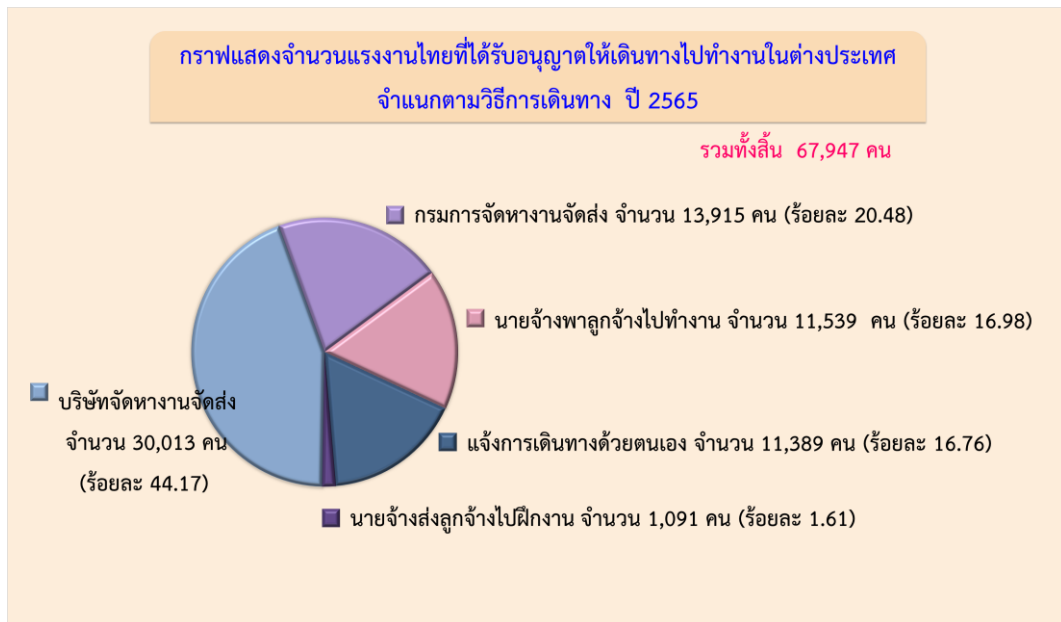 กราฟแสดงจำนวนแรงงานไทยที่ได้รับอนุญาตให้เดินทางไปทำงานในต่างประเทศ
จำแนกตามวิธีการเดินทาง ปี 2565
รวมทั้งสิ้น 67,947 คน
กรมการจัดหางานจัดส่ง จำนวน 13,915 คน (ร้อยละ 20.48)
นายจ้างพาลูกจ้างไปทำงาน จำนวน 11,539 คน (ร้อยละ 16.98)
บริษัทจัดหางานจัดส่ง
จำนวน 30,013 คน
(ร้อยละ 44.17)
แจ้งการเดินทางด้วยตนเอง จำนวน 11,389 คน (ร้อยละ 16.76)
นายจ้างส่งลูกจ้างไปฝึกงาน จำนวน 1,091 คน (ร้อยละ 1.61)